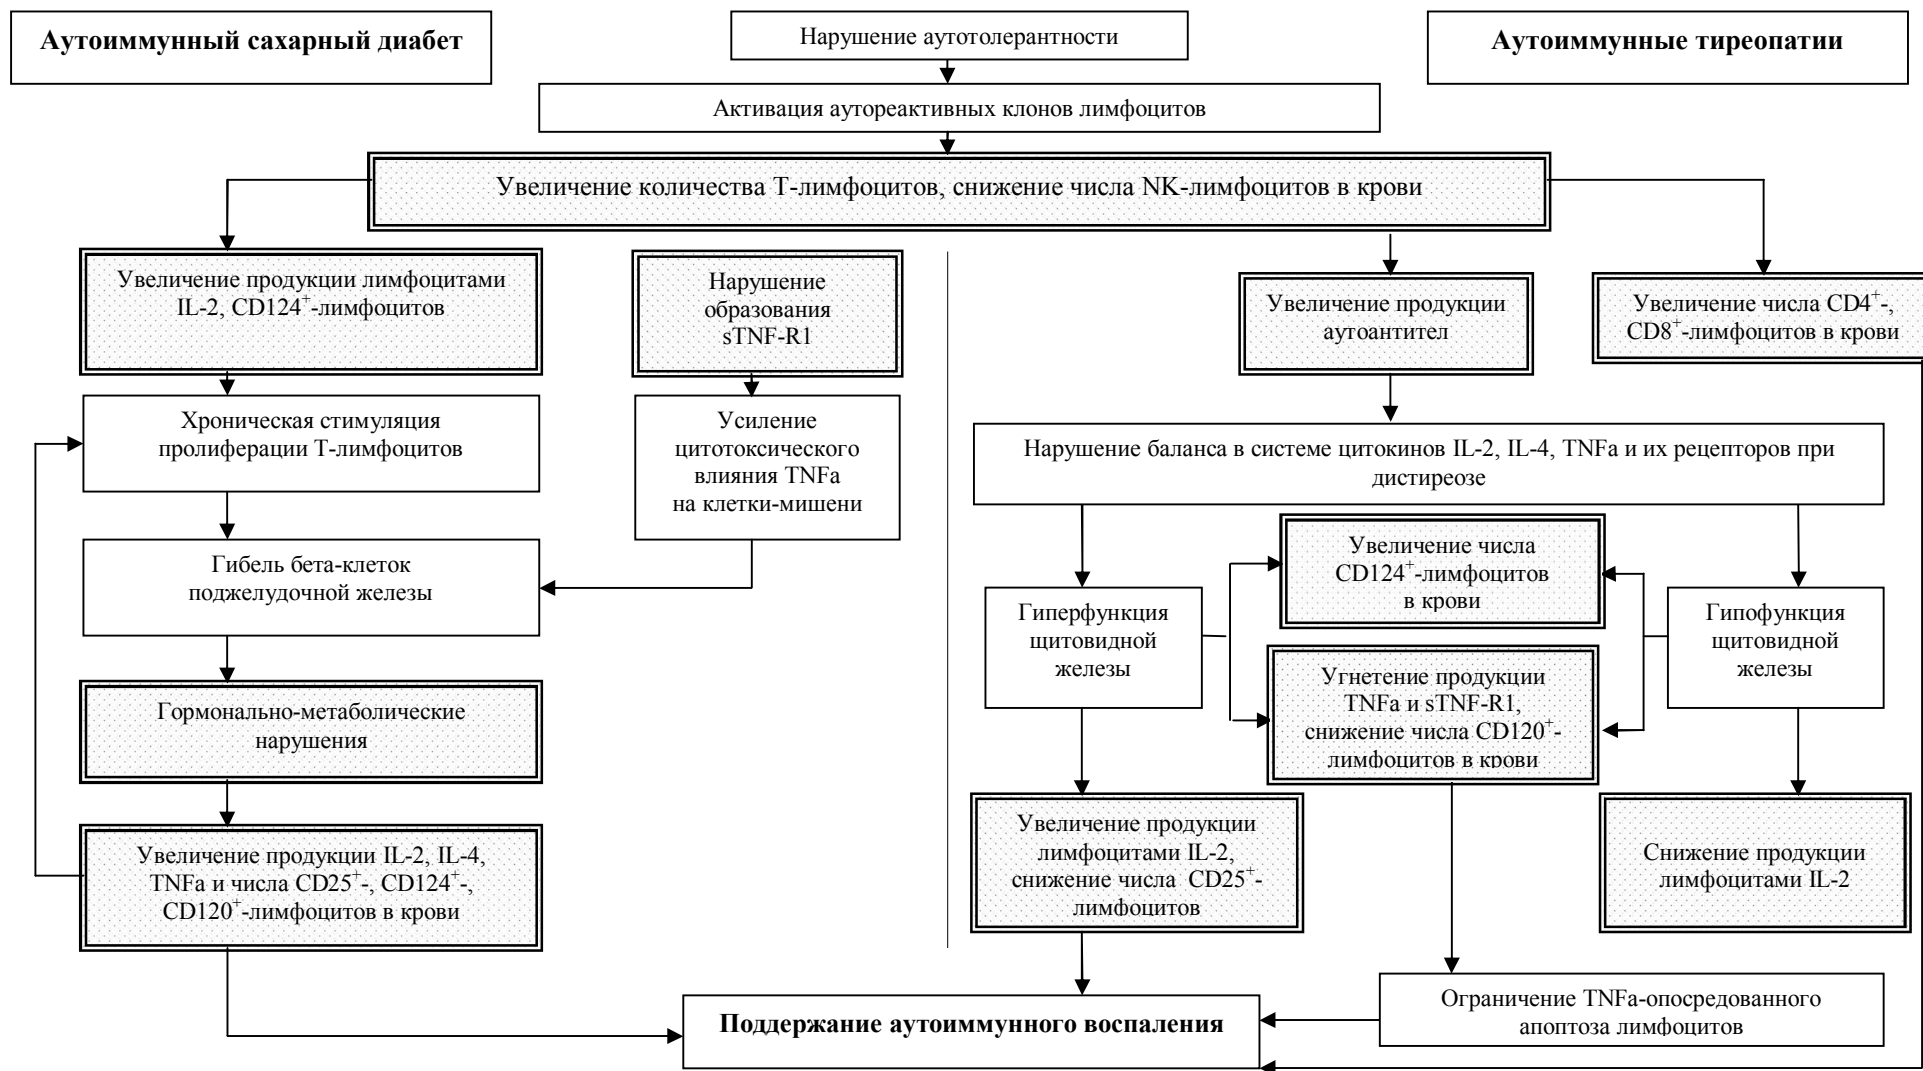 Аутоиммунный сахарный диабет
Нарушение аутотолерантности
Аутоиммунные тиреопатии
Активация аутореактивных клонов лимфоцитов
Увеличение количества Т-лимфоцитов, снижение числа NK-лимфоцитов в крови
Увеличение продукции лимфоцитами
IL-2, CD124⁺-лимфоцитов
Нарушение
образования
sTNF-R1
Увеличение продукции
аутоантител
Увеличение числа CD4⁺-,
CD8⁺-лимфоцитов в крови
Хроническая стимуляция
пролиферации Т-лимфоцитов
Усиление
цитотоксического
влияния TNFa
на клетки-мишени
Нарушение баланса в системе цитокинов IL-2, IL-4, TNFa и их рецепторов при
дистиреозе
Гибель бета-клеток
поджелудочной железы
Увеличение числа
CD124⁺-лимфоцитов
в крови
Гиперфункция
щитовидной
железы
Гипофункция
щитовидной
железы
Угнетение продукции
TNFa и sTNF-R1,
снижение числа CD120⁺-
лимфоцитов в крови
Гормонально-метаболические
нарушения
Увеличение продукции IL-2, IL-4,
TNFa и числа CD25⁺-, CD124⁺-,
CD120⁺-лимфоцитов в крови
Увеличение продукции
лимфоцитами IL-2,
снижение числа CD25⁺-
лимфоцитов
Снижение продукции
лимфоцитами IL-2
Поддержание аутоиммунного воспаления
Ограничение TNFa-опосредованного
апоптоза лимфоцитов